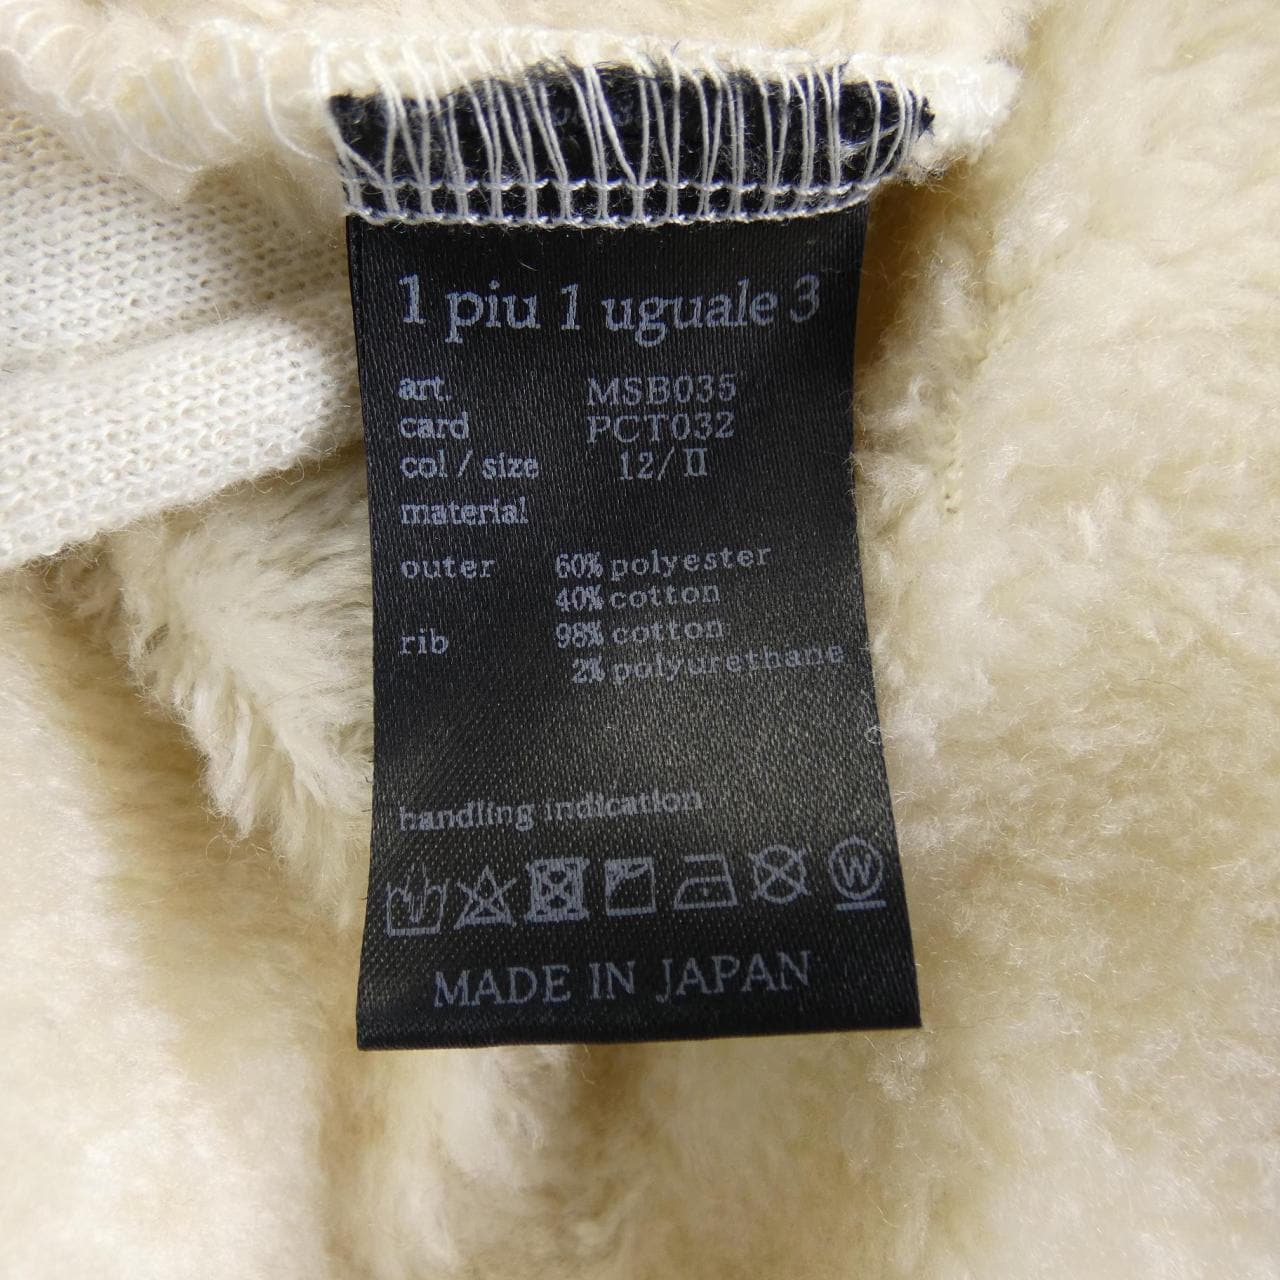 1 piu 1 uguale 3
art. MSB035
card PCT032
col / size 12/II
material
outer 60% polyester
40% cotton
rib 98% cotton
2% polyurethane
handling indication
W
MADE IN JAPAN